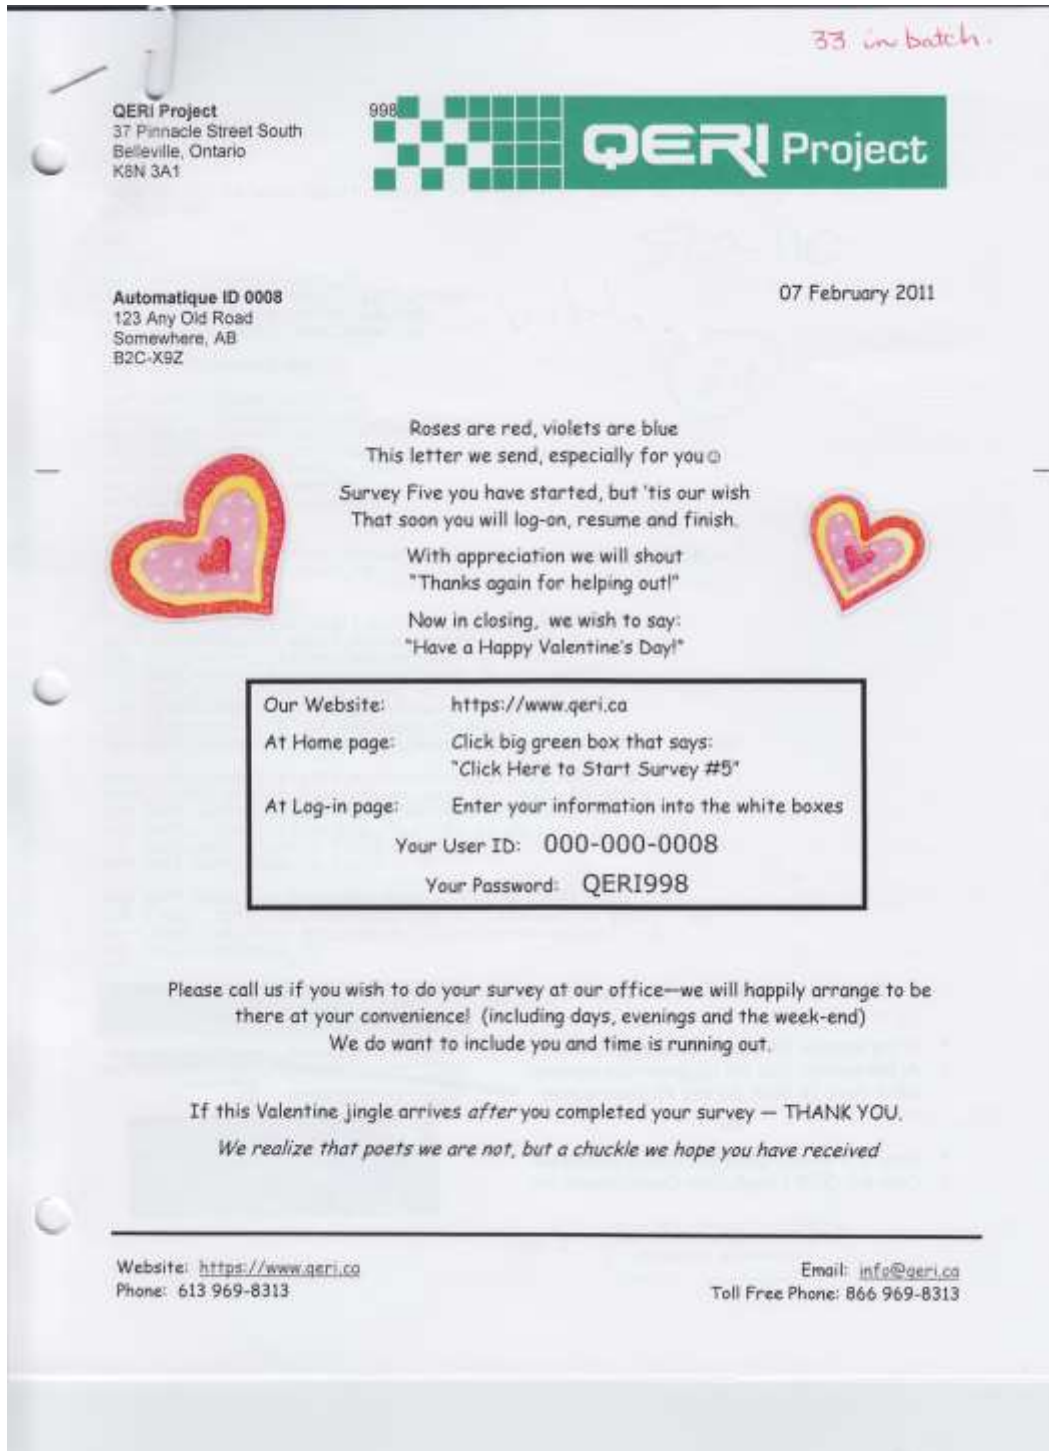 33 in batch.
QERI Project
37 Pinnacle Street South
Belleville, Ontario
K8N 3A1
998
QERI Project
Automatique ID 0008
123 Any Old Road
Somewhere, AB
B2C-X9Z
07 February 2011
Roses are red, violets are blue
This letter we send, especially for you☺
Survey Five you have started, but 'tis our wish
That soon you will log-on, resume and finish.
With appreciation we will shout
"Thanks again for helping out!"
Now in closing, we wish to say:
"Have a Happy Valentine's Day!"
Our Website: https://www.qeri.ca
At Home page: Click big green box that says:
"Click Here to Start Survey #5"
At Log-in page: Enter your information into the white boxes
Your User ID: 000-000-0008
Your Password: QERI998
Please call us if you wish to do your survey at our office—we will happily arrange to be
there at your convenience! (including days, evenings and the week-end)
We do want to include you and time is running out.
If this Valentine jingle arrives after you completed your survey — THANK YOU.
We realize that poets we are not, but a chuckle we hope you have received
Website: https://www.qeri.ca
Phone: 613 969-8313
Email: info@qeri.ca
Toll Free Phone: 866 969-8313